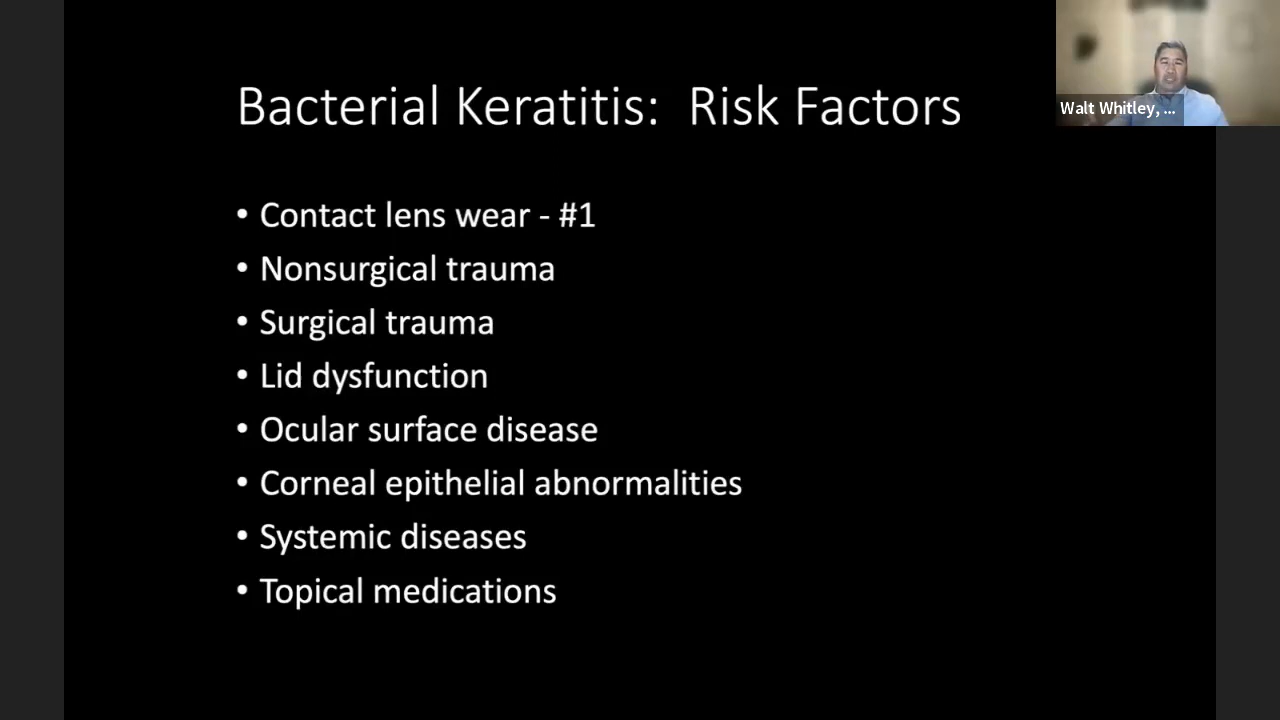 Bacterial Keratitis: Risk Factors
Walt Whitley, ...
• Contact lens wear - #1
• Nonsurgical trauma
• Surgical trauma
• Lid dysfunction
• Ocular surface disease
• Corneal epithelial abnormalities
• Systemic diseases
• Topical medications